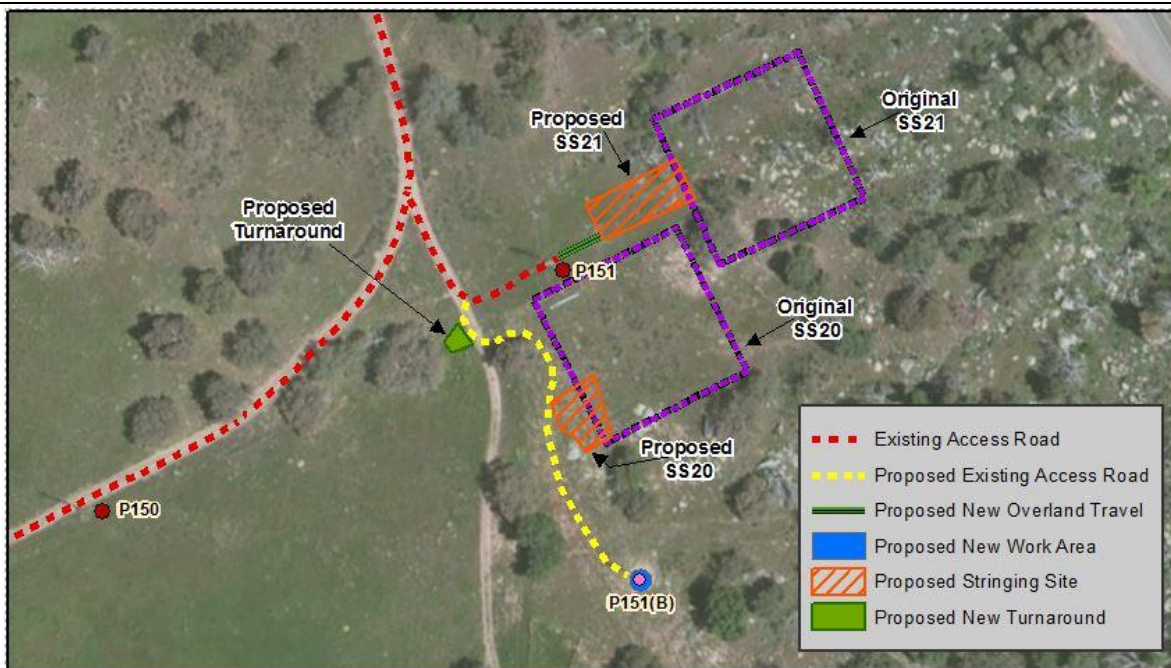 Original
SS21
Proposed
SS21
Proposed
Turnaround
P151
Original
SS20
Proposed
SS20
P150
P151(B)
Existing Access Road
Proposed Existing Access Road
Proposed New Overland Travel
Proposed New Work Area
Proposed Stringing Site
Proposed New Turnaround